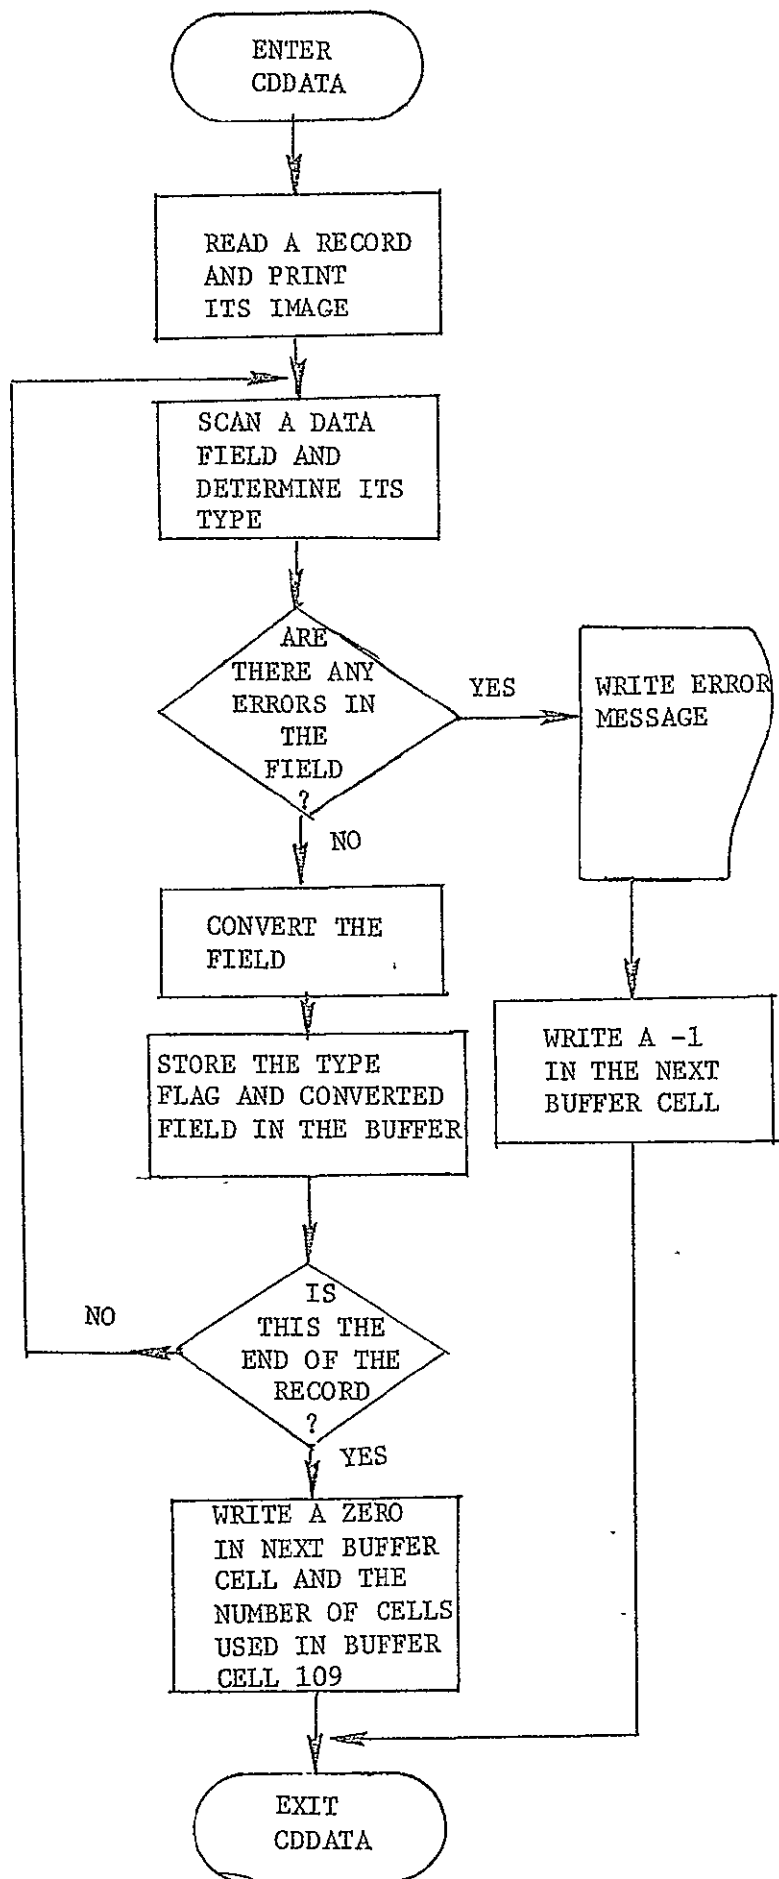 ENTER
CDDATA
READ A RECORD
AND PRINT
ITS IMAGE
SCAN A DATA
FIELD AND
DETERMINE ITS
TYPE
ARE
THERE ANY
ERRORS IN
THE
FIELD
?
YES
WRITE ERROR
MESSAGE
NO
CONVERT THE
FIELD
STORE THE TYPE
FLAG AND CONVERTED
FIELD IN THE BUFFER
WRITE A -1
IN THE NEXT
BUFFER CELL
IS
THIS THE
END OF THE
RECORD
?
NO
YES
WRITE A ZERO
IN NEXT BUFFER
CELL AND THE
NUMBER OF CELLS
USED IN BUFFER
CELL 109
EXIT
CDDATA